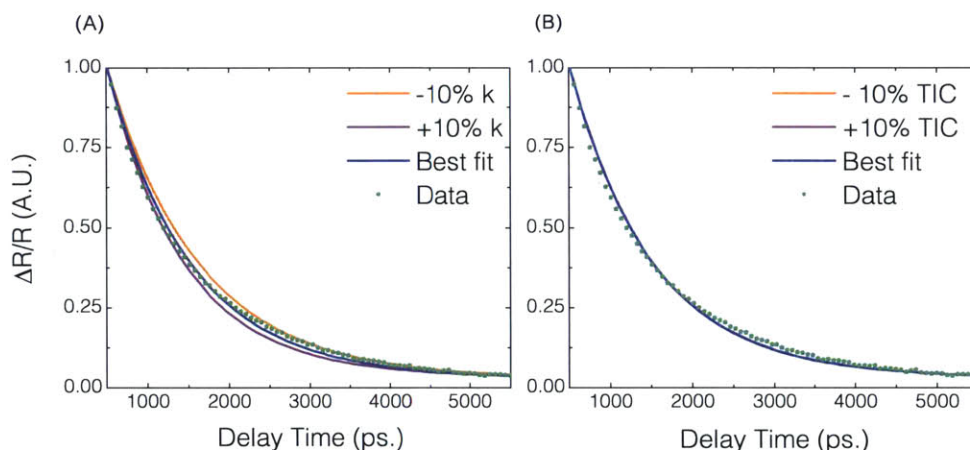 (A)
1.00
0.75
0.50
0.25
0.00
ΔR/R (A.U.)
-10% k
+10% k
Best fit
Data
1000 2000 3000 4000 5000
Delay Time (ps.)
(B)
1.00
0.75
0.50
0.25
0.00
- 10% TIC
+10% TIC
Best fit
Data
1000 2000 3000 4000 5000
Delay Time (ps.)